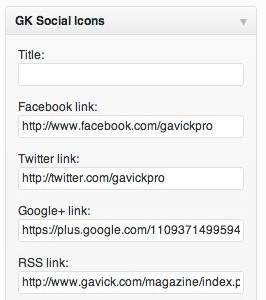 GK Social Icons
Title:
Facebook link:
http://www.facebook.com/gavickpro
Twitter link:
http://twitter.com/gavickpro
Google+ link:
https://plus.google.com/1109371499594
RSS link:
http://www.gavick.com/magazine/index.p